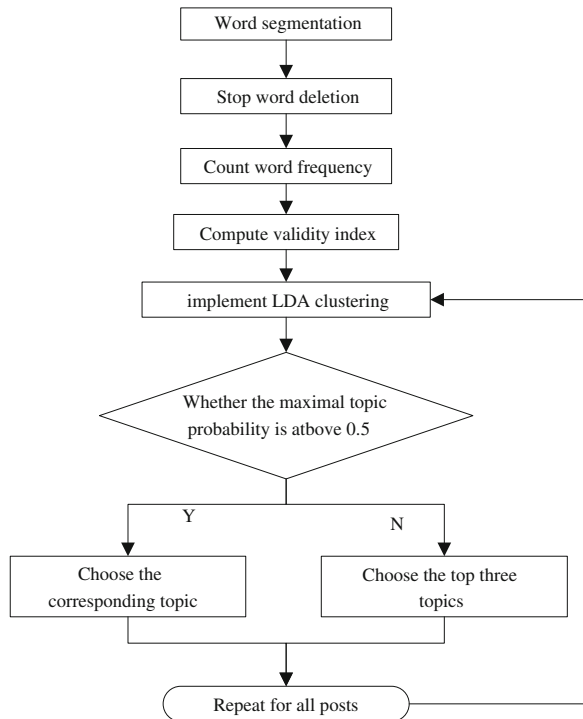 Word segmentation
Stop word deletion
Count word frequency
Compute validity index
implement LDA clustering
Whether the maximal topic
probability is atbove 0.5
Y
N
Choose the
corresponding topic
Choose the top three
topics
Repeat for all posts